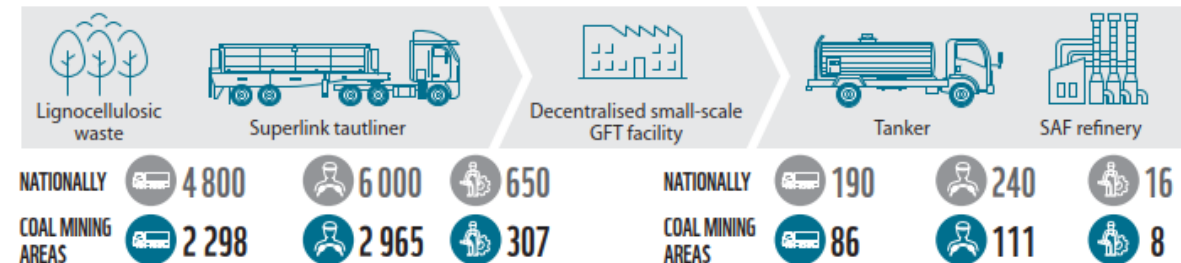 Lignocellulosic
waste
Superlink tautliner
Decentralised small-scale
GFT facility
Tanker
SAF refinery
NATIONALLY 4 800 6 000 650
COAL MINING
AREAS 2 298 2 965 307
NATIONALLY 190 240 16
COAL MINING
AREAS 86 111 8